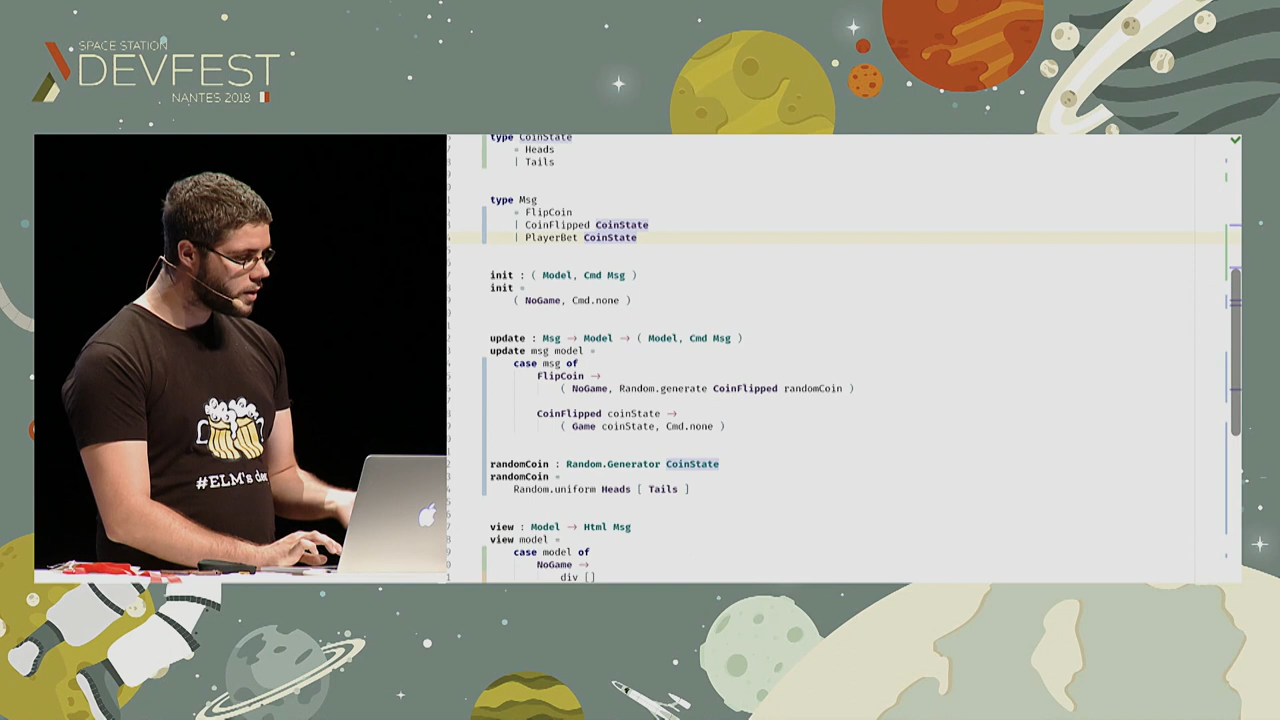 SPACE STATION
DEVFEST
NANTES 2018
#ELM's
type CoinState
= Heads
| Tails
type Msg
= FlipCoin
| CoinFlipped CoinState
| PlayerBet CoinState
init : ( Model, Cmd Msg )
init =
( NoGame, Cmd.none )
update : Msg → Model → ( Model, Cmd Msg )
update msg model =
case msg of
FlipCoin →
( NoGame, Random.generate CoinFlipped randomCoin )
CoinFlipped coinState →
( Game coinState, Cmd.none )
randomCoin : Random.Generator CoinState
randomCoin =
Random.uniform Heads [ Tails ]
view : Model → Html Msg
view model =
case model of
NoGame →
div []